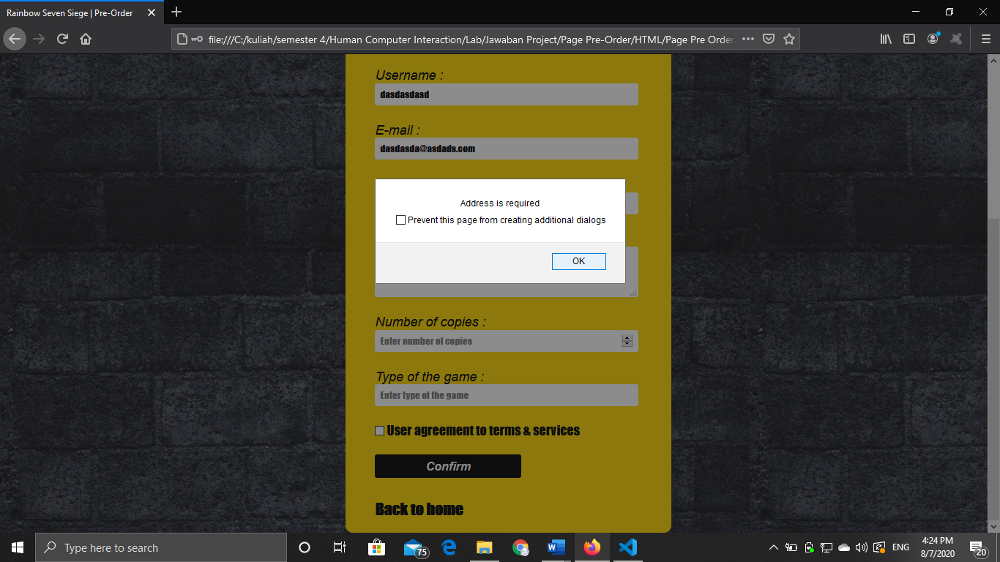 Rainbow Seven Siege | Pre-Order
file:///C:/kuliah/semester 4/Human Computer Interaction/Lab/Jawaban Project/Page Pre-Order/HTML/Page Pre Order.
Username :
dasdasdasd
E-mail :
dasdasda@asdads.com
Address is required
Prevent this page from creating additional dialogs
OK
Number of copies :
Enter number of copies
Type of the game :
Enter type of the game
User agreement to terms & services
Confirm
Back to home
Type here to search
75
ENG
4:24 PM
8/7/2020
20